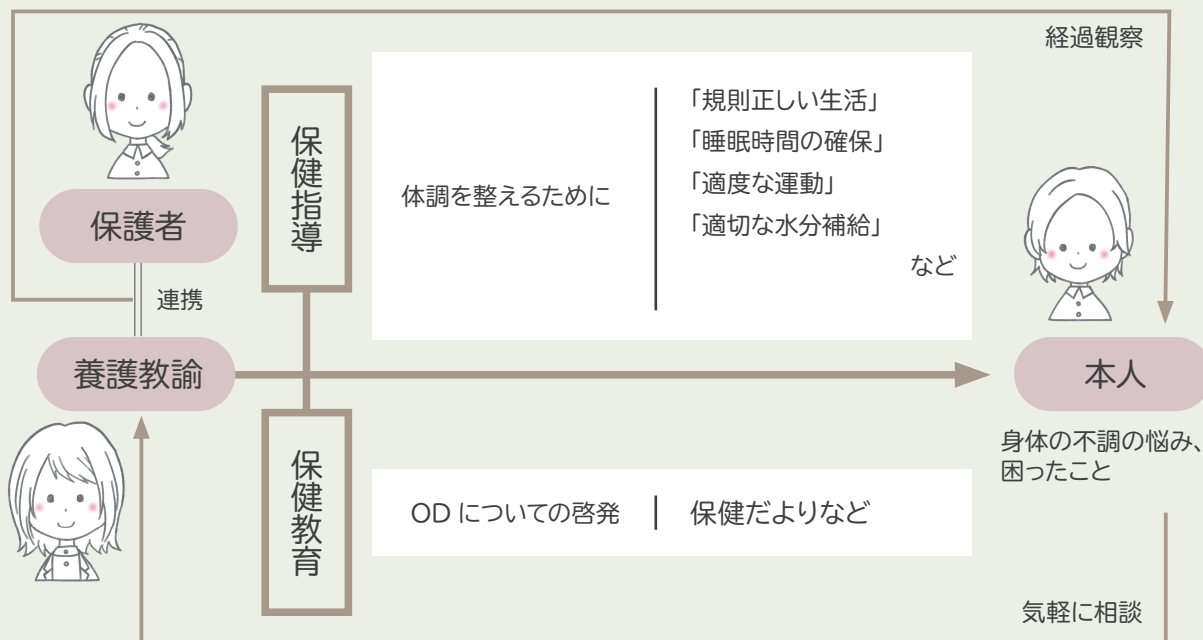 経過観察
保護者
連携
養護教諭
保健指導
体調を整えるために
「規則正しい生活」
「睡眠時間の確保」
「適度な運動」
「適切な水分補給」
など
本人
身体の不調の悩み、
困ったこと
保健教育
OD についての啓発
保健だよりなど
気軽に相談